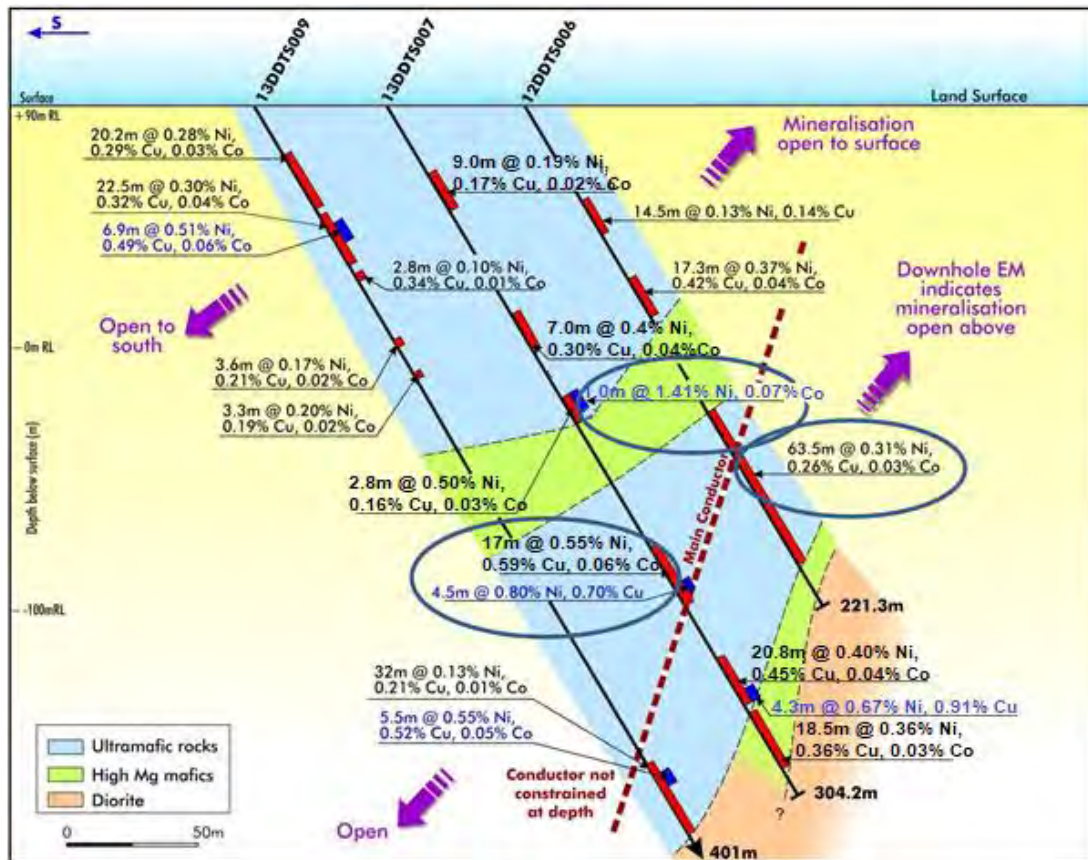 S
13DDTS009
13DDTS007
12DDTS006
Surface
Land Surface
+90m RL
20.2m @ 0.28% Ni,
0.29% Cu, 0.03% Co
22.5m @ 0.30% Ni,
0.32% Cu, 0.04% Co
6.9m @ 0.51% Ni,
0.49% Cu, 0.06% Co
9.0m @ 0.19% Ni,
0.17% Cu, 0.02% Co
Mineralisation
open to surface
14.5m @ 0.13% Ni, 0.14% Cu
2.8m @ 0.10% Ni,
0.34% Cu, 0.01% Co
17.3m @ 0.37% Ni,
0.42% Cu, 0.04% Co
Downhole EM
indicates
mineralisation
open above
Open to
south
7.0m @ 0.4% Ni,
0.30% Cu, 0.04% Co
0m RL
3.6m @ 0.17% Ni,
0.21% Cu, 0.02% Co
1.0m @ 1.41% Ni, 0.07% Co
3.3m @ 0.20% Ni,
0.19% Cu, 0.02% Co
63.5m @ 0.31% Ni,
0.26% Cu, 0.03% Co
Depth below surface (m)
2.8m @ 0.50% Ni,
0.16% Cu, 0.03% Co
Main Conductor
17m @ 0.55% Ni,
0.59% Cu, 0.06% Co
4.5m @ 0.80% Ni, 0.70% Cu
-100mRL
221.3m
20.8m @ 0.40% Ni,
0.45% Cu, 0.04% Co
32m @ 0.13% Ni,
0.21% Cu, 0.01% Co
4.3m @ 0.67% Ni, 0.91% Cu
5.5m @ 0.55% Ni,
0.52% Cu, 0.05% Co
18.5m @ 0.36% Ni,
0.36% Cu, 0.03% Co
Ultramafic rocks
High Mg mafics
Diorite
Conductor not
constrained
at depth
304.2m
?
0 50m
Open
401m